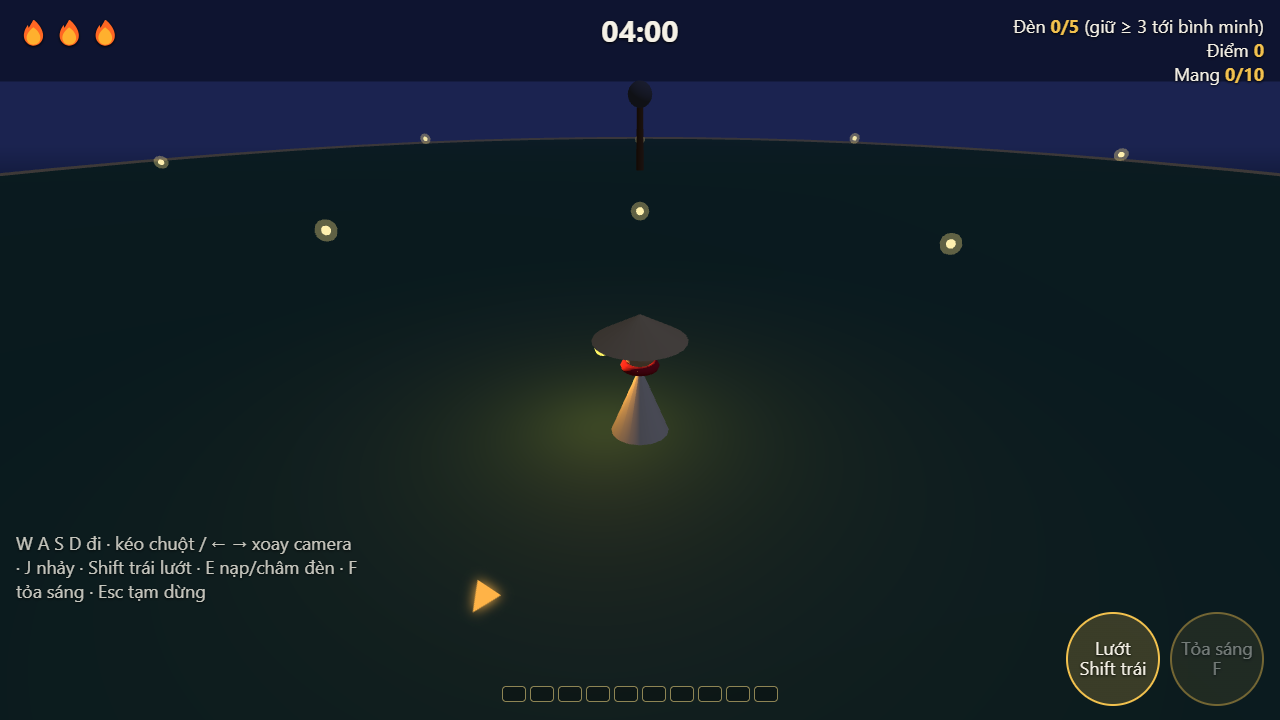 04:00
Đèn 0/5 (giữ ≥ 3 tới bình minh)
Điểm 0
Mang 0/10
W A S D đi · kéo chuột / ← → xoay camera
· J nhảy · Shift trái lướt · E nạp/châm đèn · F
tỏa sáng · Esc tạm dừng
Lướt
Shift trái
Tỏa sáng
F